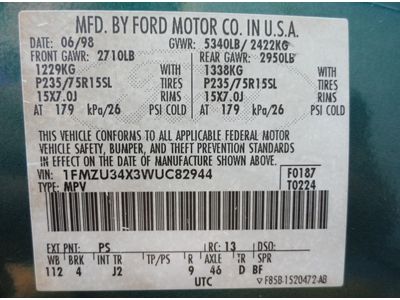 MFD. BY FORD MOTOR CO. IN U.S.A.
DATE: 06/98 GVWR: 5340LB/ 2422KG
FRONT GAWR: 2710LB REAR GAWR: 2950LB
1229KG WITH 1338KG WITH
P235/75R15SL TIRES P235/75R15SL TIRES
15X7.0J RIMS 15X7.0J RIMS
AT 179 kPa/26 PSI COLD AT 179 kPa/26 PSI COLD
THIS VEHICLE CONFORMS TO ALL APPLICABLE FEDERAL MOTOR
VEHICLE SAFETY, BUMPER, AND THEFT PREVENTION STANDARDS
IN EFFECT ON THE DATE OF MANUFACTURE SHOWN ABOVE.
VIN: 1FMZU34X3WUC82944 F0187
TYPE: MPV T0224
EXT PNT: PS RC: 13 DSO:
WB BRK INT TR TP/PS R AXLE TR
112 4 J2 9 46 D BF
UTC F85B-1520472-AB